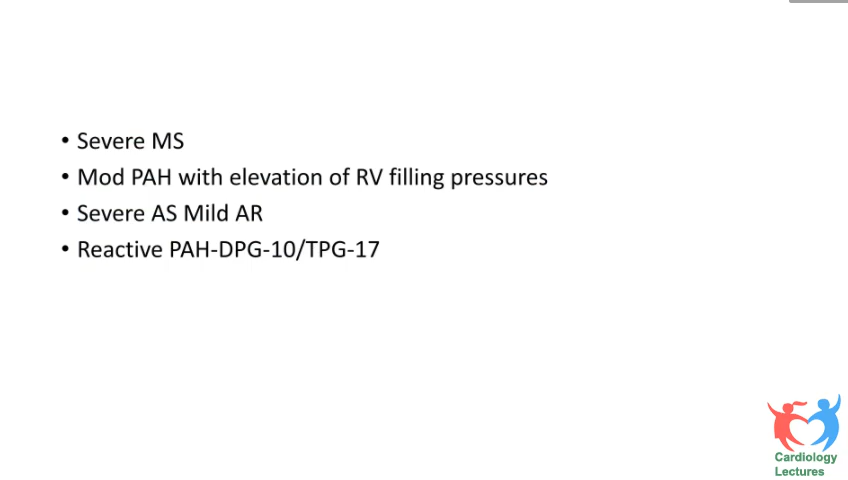 • Severe MS
• Mod PAH with elevation of RV filling pressures
• Severe AS Mild AR
• Reactive PAH-DPG-10/TPG-17
Cardiology
Lectures